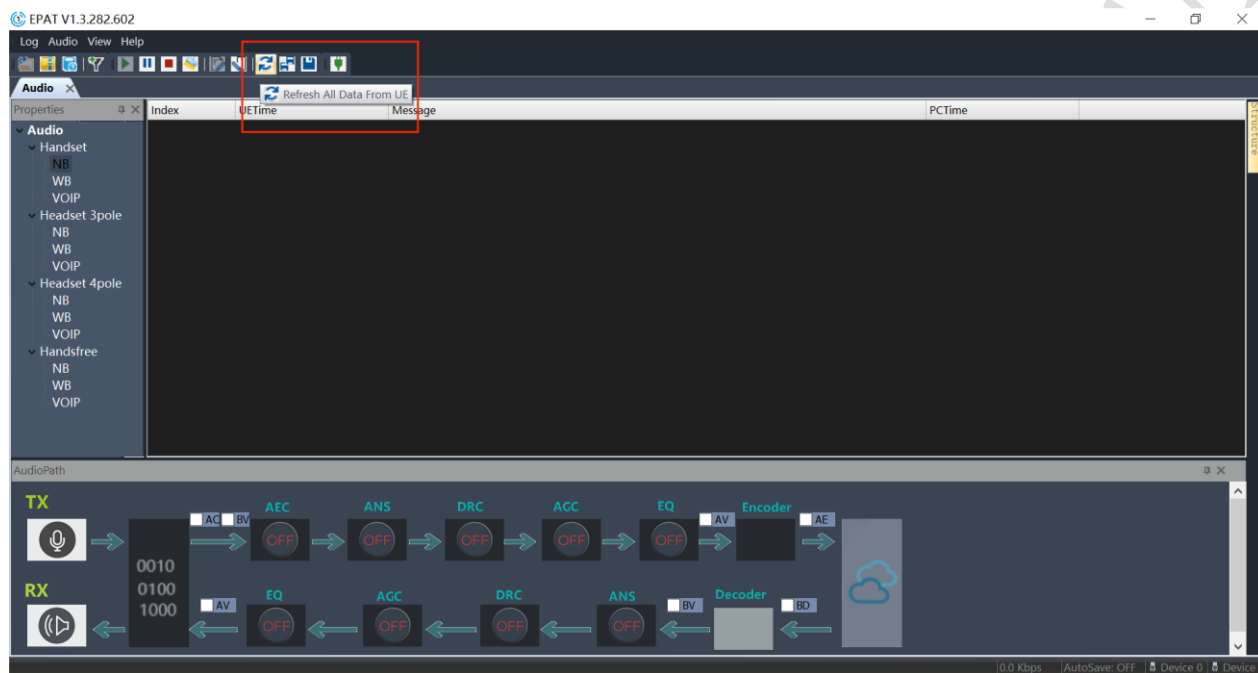 EPAT V1.3.282.602
Log Audio View Help
Audio
Refresh All Data From UE
Properties
Index UETime Message PCTime
Structure
Audio
Handset
NB
WB
VOIP
Headset 3pole
NB
WB
VOIP
Headset 4pole
NB
WB
VOIP
Handsfree
NB
WB
VOIP
AudioPath
TX
AEC ANS DRC AGC EQ Encoder
AC BV AV AE
OFF OFF OFF OFF OFF
0010
0100
1000
RX
EQ AGC DRC ANS Decoder
AV BV BD
OFF OFF OFF OFF
0.0 Kbps AutoSave: OFF Device 0 Device